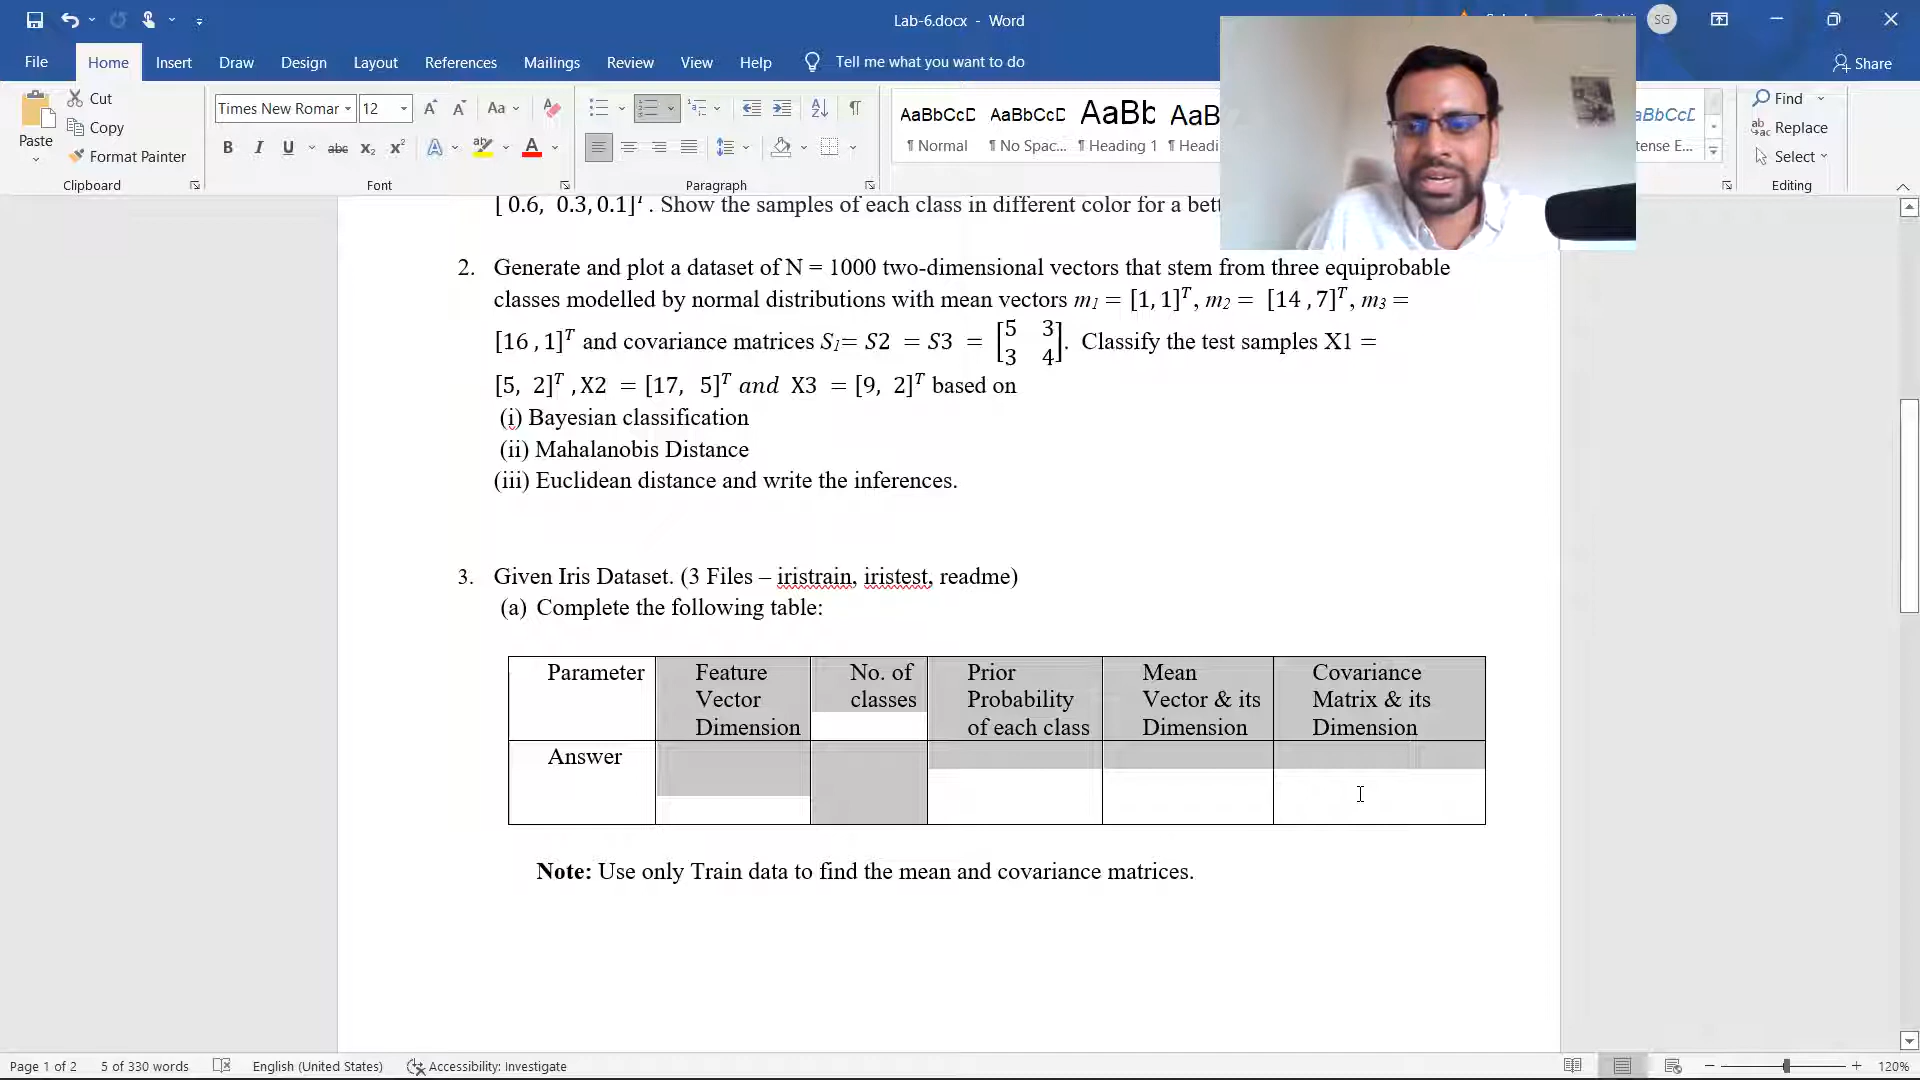 Lab-6.docx - Word
SG
File Home Insert Draw Design Layout References Mailings Review View Help Tell me what you want to do Share
Paste Cut Copy Format Painter Clipboard
Times New Romar 12 Aa
B I U abc x₂ x² A A Font
Paragraph
AaBbCcD AaBbCcD AaBb AaB aBbCcL
¶ Normal ¶ No Spac... ¶ Heading 1 ¶ Headi tense E...
Find Replace Select Editing
[ 0.6, 0.3, 0.1]ᵀ . Show the samples of each class in different color for a bett
2. Generate and plot a dataset of N = 1000 two-dimensional vectors that stem from three equiprobable
classes modelled by normal distributions with mean vectors m₁ = [1, 1]ᵀ, m₂ = [14 , 7]ᵀ, m₃ =
[16 , 1]ᵀ and covariance matrices S₁= S2 = S3 = [5 3 3 4]. Classify the test samples X1 =
[5, 2]ᵀ , X2 = [17, 5]ᵀ and X3 = [9, 2]ᵀ based on
(i) Bayesian classification
(ii) Mahalanobis Distance
(iii) Euclidean distance and write the inferences.
3. Given Iris Dataset. (3 Files – iristrain, iristest, readme)
(a) Complete the following table:
Parameter Feature Vector Dimension No. of classes Prior Probability of each class Mean Vector & its Dimension Covariance Matrix & its Dimension
Answer
Note: Use only Train data to find the mean and covariance matrices.
Page 1 of 2 5 of 330 words English (United States) Accessibility: Investigate 120%